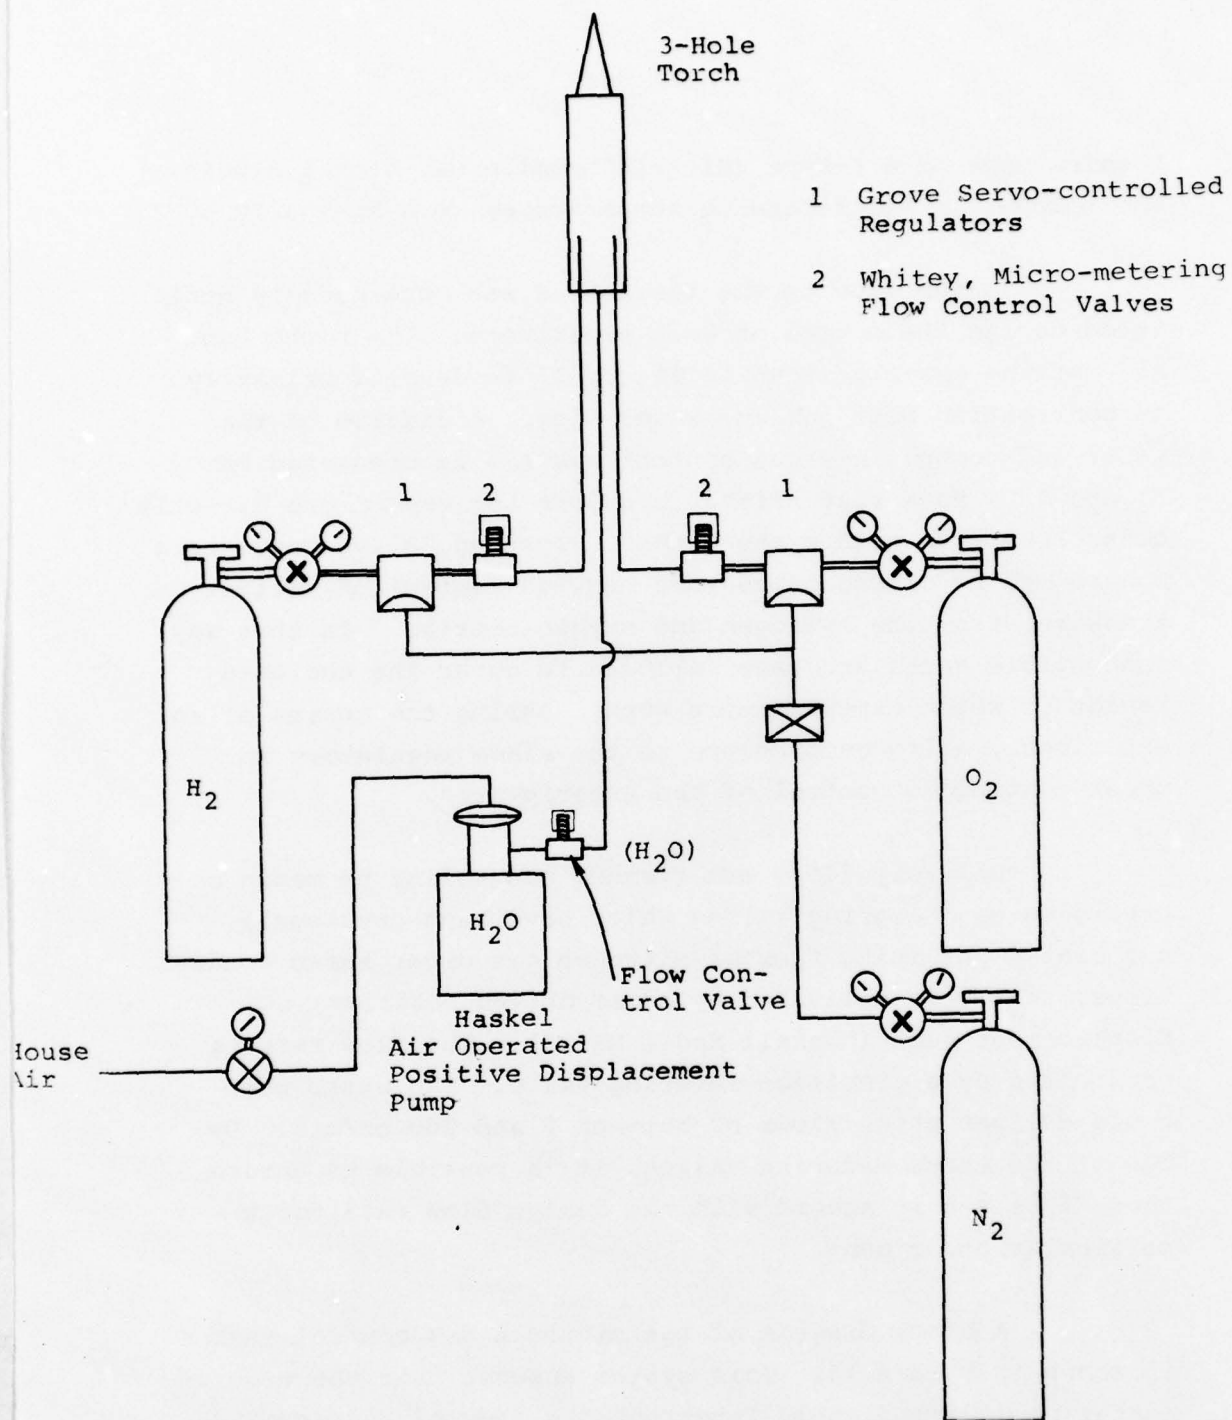 3-Hole
Torch
1 Grove Servo-controlled
Regulators
2 Whitey, Micro-metering
Flow Control Valves
1 2
2 1
H2
O2
(H2O)
H2O
Flow Con-
trol Valve
Haskel
Air Operated
Positive Displacement
Pump
House
Air
N2